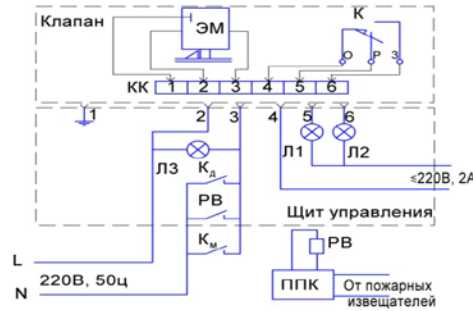 Клапан
ЭМ
К
О Р З
КК 1 2 3 4 5 6
1 2 3 4 5 6
Л3 Л1 Л2
Кд
≤220В, 2А
РВ
Щит управления
Км
L
220В, 50ц
N
РВ
ППК
От пожарных
извещателей